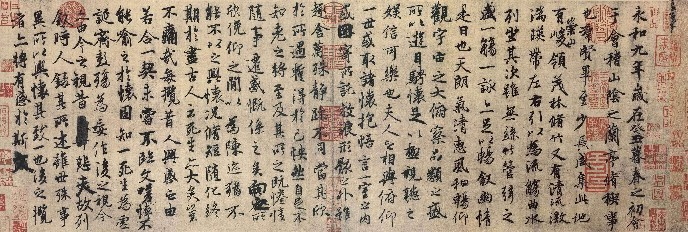 永和九年歲在癸丑暮春之初會
于會稽山陰之蘭亭脩稧事
也羣賢畢至少長咸集此地
有崇山峻領茂林脩竹又有清流激
湍暎帶左右引以為流觴曲水
列坐其次雖無絲竹管弦之
盛一觴一詠亦足以暢敘幽情
是日也天朗氣清惠風和暢仰
觀宇宙之大俯察品類之盛
所以遊目騁懷足以極視聽之
娛信可樂也夫人之相與俯仰
一世或取諸懷抱悟言一室之內
或因寄所託放浪形骸之外雖
趣舍萬殊靜躁不同當其欣
於所遇暫得於己怏然自足不
知老之將至及其所之既惓情
隨事遷感慨係之矣向之所
欣俛仰之閒以為陳迹猶不
能不以之興懷況脩短隨化終
期於盡古人云死生亦大矣豈
不痛哉每攬昔人興感之由
若合一契未嘗不臨文嗟悼不
能喻之於懷固知一死生為虛
誕齊彭殤為妄作後之視今
亦由今之視昔悲夫故列
敘時人錄其所述雖世殊事
異所以興懷其致一也後之攬
者亦將有感於斯文